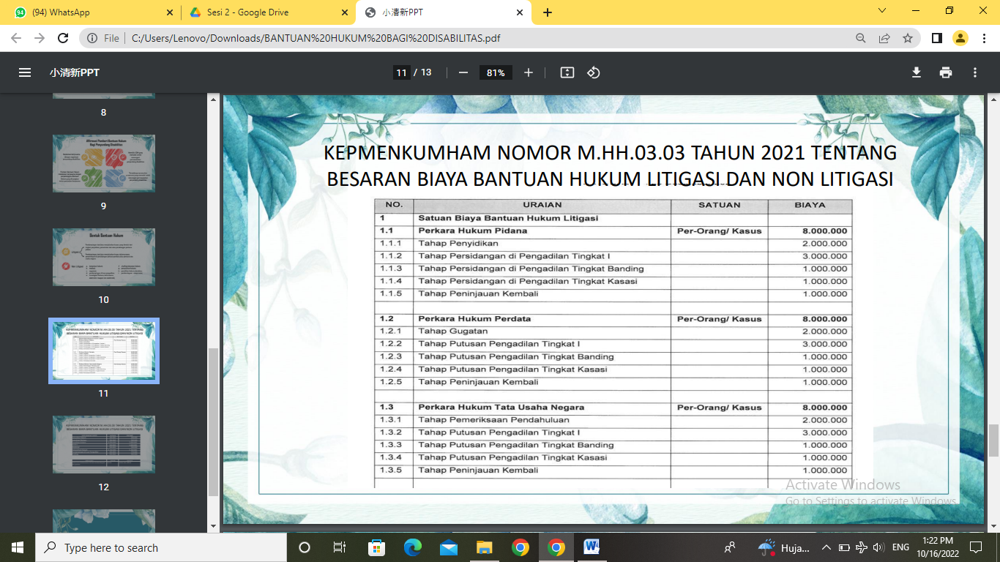 (94) WhatsApp
Sesi 2 - Google Drive
小清新PPT
File C:/Users/Lenovo/Downloads/BANTUAN%20HUKUM%20BAGI%20DISABILITAS.pdf
小清新PPT
11 / 13
81%
8
9
Bentuk Bantuan Hukum
10
11
12
KEPMENKUMHAM NOMOR M.HH.03.03 TAHUN 2021 TENTANG
BESARAN BIAYA BANTUAN HUKUM LITIGASI DAN NON LITIGASI
NO. URAIAN SATUAN BIAYA
1 Satuan Biaya Bantuan Hukum Litigasi
1.1 Perkara Hukum Pidana Per-Orang/ Kasus 8.000.000
1.1.1 Tahap Penyidikan 2.000.000
1.1.2 Tahap Persidangan di Pengadilan Tingkat I 3.000.000
1.1.3 Tahap Persidangan di Pengadilan Tingkat Banding 1.000.000
1.1.4 Tahap Persidangan di Pengadilan Tingkat Kasasi 1.000.000
1.1.5 Tahap Peninjauan Kembali 1.000.000
1.2 Perkara Hukum Perdata Per-Orang/ Kasus 8.000.000
1.2.1 Tahap Gugatan 2.000.000
1.2.2 Tahap Putusan Pengadilan Tingkat I 3.000.000
1.2.3 Tahap Putusan Pengadilan Tingkat Banding 1.000.000
1.2.4 Tahap Putusan Pengadilan Tingkat Kasasi 1.000.000
1.2.5 Tahap Peninjauan Kembali 1.000.000
1.3 Perkara Hukum Tata Usaha Negara Per-Orang/ Kasus 8.000.000
1.3.1 Tahap Pemeriksaan Pendahuluan 2.000.000
1.3.2 Tahap Putusan Pengadilan Tingkat I 3.000.000
1.3.3 Tahap Putusan Pengadilan Tingkat Banding 1.000.000
1.3.4 Tahap Putusan Pengadilan Tingkat Kasasi 1.000.000
1.3.5 Tahap Peninjauan Kembali 1.000.000
Activate Windows
Go to Settings to activate Windows.
Type here to search
Huja...
ENG
1:22 PM
10/16/2022